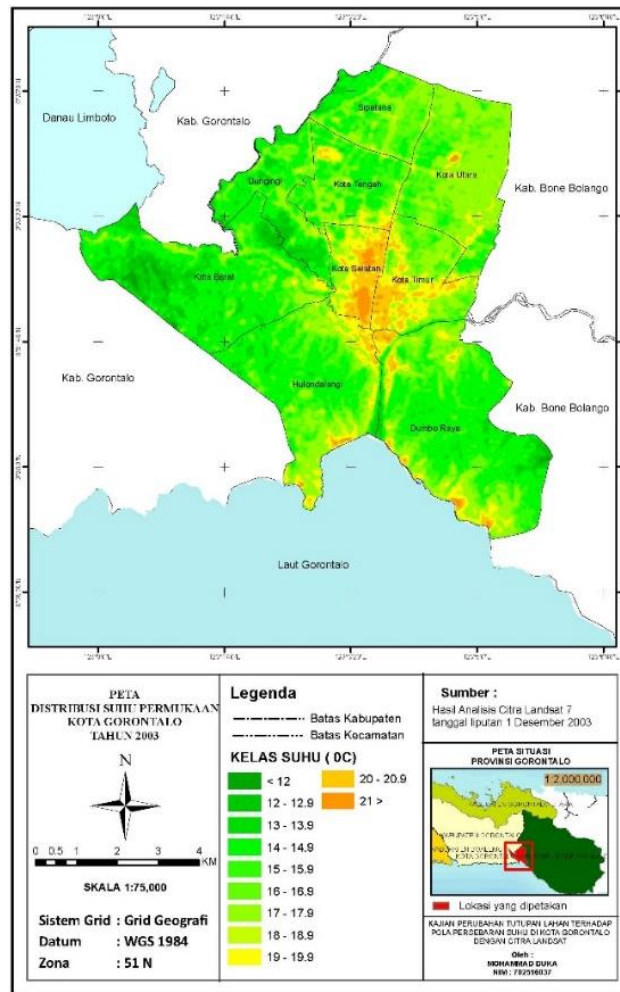 Danau Limboto
Kab. Gorontalo
Sipatana
Dungingi
Kota Tengah
Kota Utara
Kab. Bone Bolango
Kota Barat
Kota Selatan
Kota Timur
Kab. Gorontalo
Hulondalangi
Dumbo Raya
Kab. Bone Bolango
Laut Gorontalo
PETA
DISTRIBUSI SUHU PERMUKAAN
KOTA GORONTALO
TAHUN 2003
N
0 0.5 1 2 3 4
KM
SKALA 1:75,000
Sistem Grid : Grid Geografi
Datum : WGS 1984
Zona : 51 N
Legenda
Batas Kabupaten
Batas Kecamatan
KELAS SUHU ( 0C)
< 12
12 - 12.9
13 - 13.9
14 - 14.9
15 - 15.9
16 - 16.9
17 - 17.9
18 - 18.9
19 - 19.9
20 - 20.9
21 >
Sumber :
Hasil Analisis Citra Landsat 7
tanggal liputan 1 Desember 2003
PETA SITUASI
PROVINSI GORONTALO
1:2,000,000
Lokasi yang dipetakan
KAJIAN PERUBAHAN TUTUPAN LAHAN TERHADAP
POLA PERSEBARAN SUHU DI KOTA GORONTALO
DENGAN CITRA LANDSAT
Oleh :
MOHAMMAD DUKA
NIM : 702516037